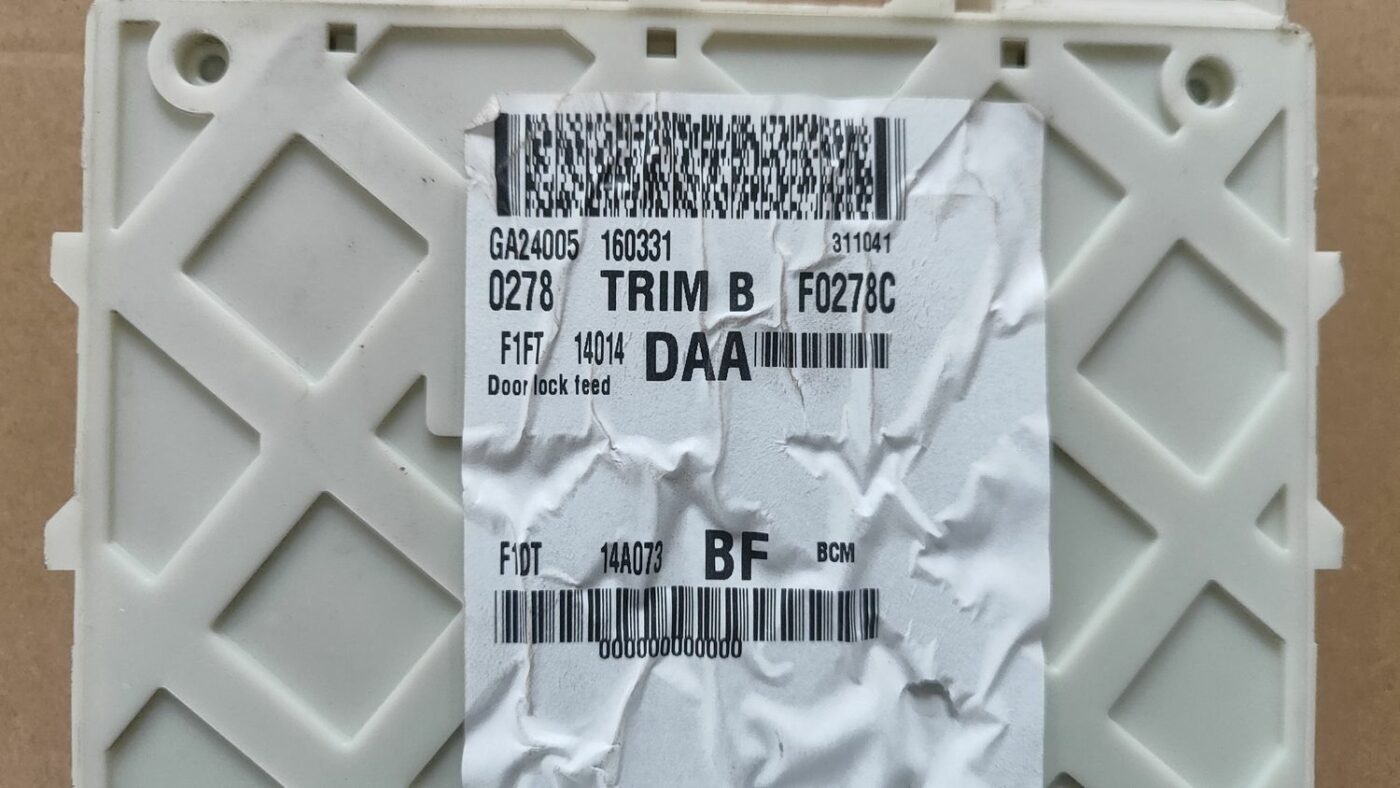 GA24005 160331 311041
0278 TRIM B F0278C
F1FT 14014 DAA
Door lock feed
F1DT 14A073 BF BCM
000000000000